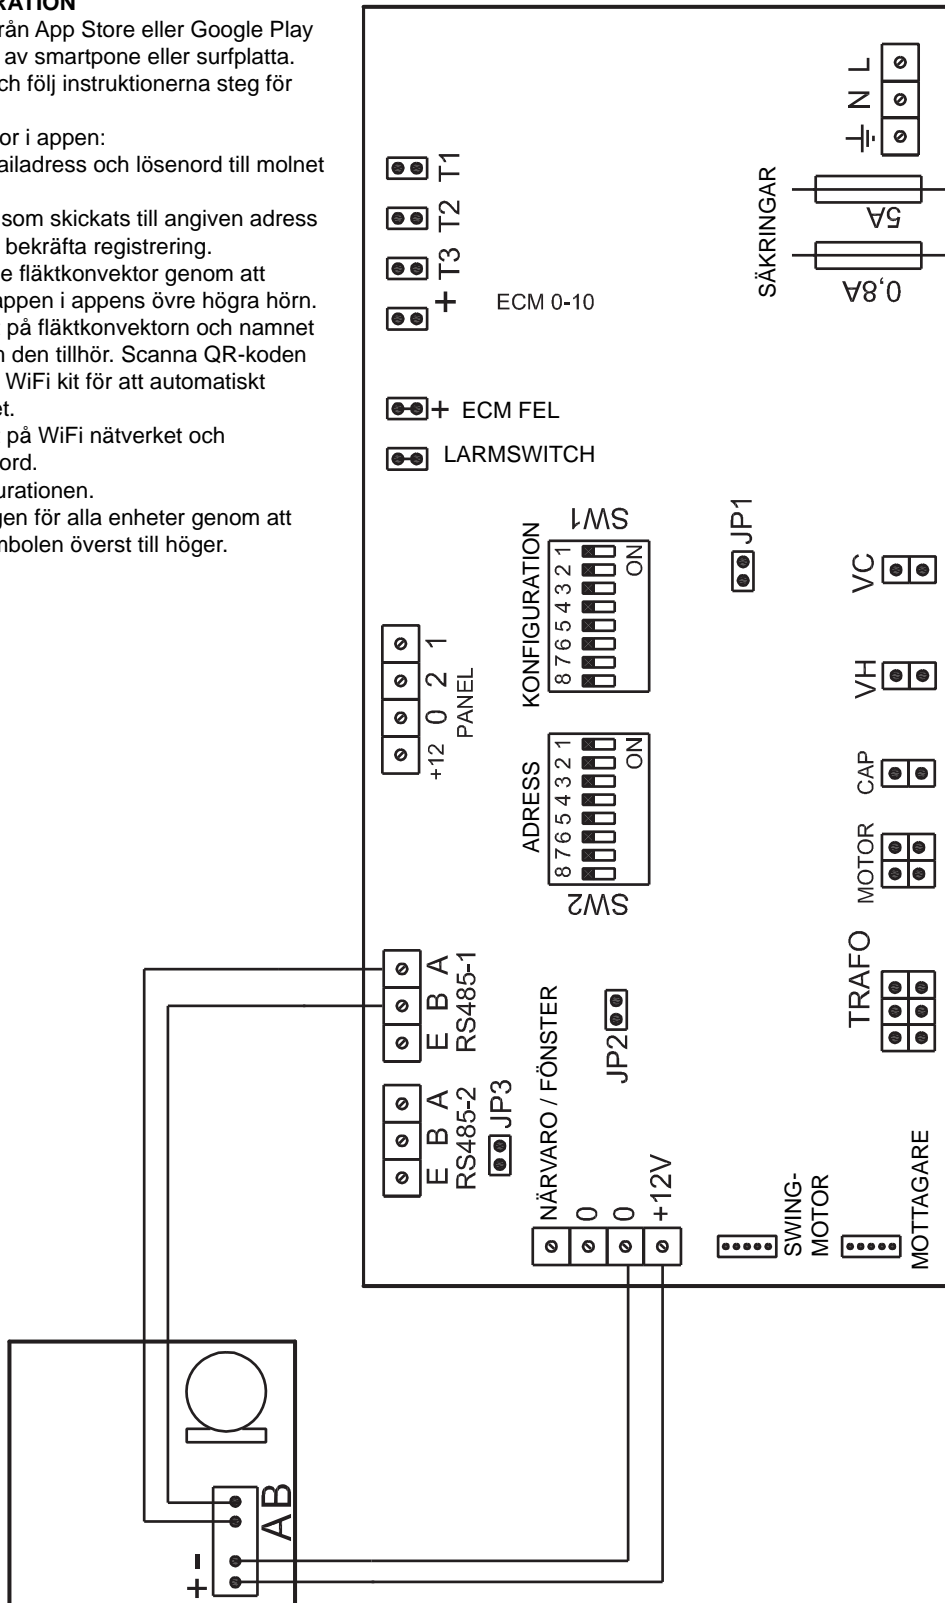 RATION
rån App Store eller Google Play
av smartpone eller surfplatta.
ch följ instruktionerna steg för
or i appen:
ailadress och lösenord till molnet
som skickats till angiven adress
bekräfta registrering.
e fläktkonvektor genom att
appen i appens övre högra hörn.
r på fläktkonvektorn och namnet
n den tillhör. Scanna QR-koden
WiFi kit för att automatiskt
et.
på WiFi nätverket och
ord.
urationen.
gen för alla enheter genom att
mbolen överst till höger.
L
N
T1
T2
T3
+
ECM 0-10
SÄKRINGAR
5A
0,8A
+ ECM FEL
LARMSWITCH
SW1
KONFIGURATION
8 7 6 5 4 3 2 1
ON
JP1
VC
VH
CAP
MOTOR
TRAFO
+12 0 2 1
PANEL
ADRESS
8 7 6 5 4 3 2 1
ON
SW2
E B A
RS485-1
E B A
RS485-2
JP3
JP2
NÄRVARO / FÖNSTER
0
0
+12V
SWING-
MOTOR
MOTTAGARE
+ - A B